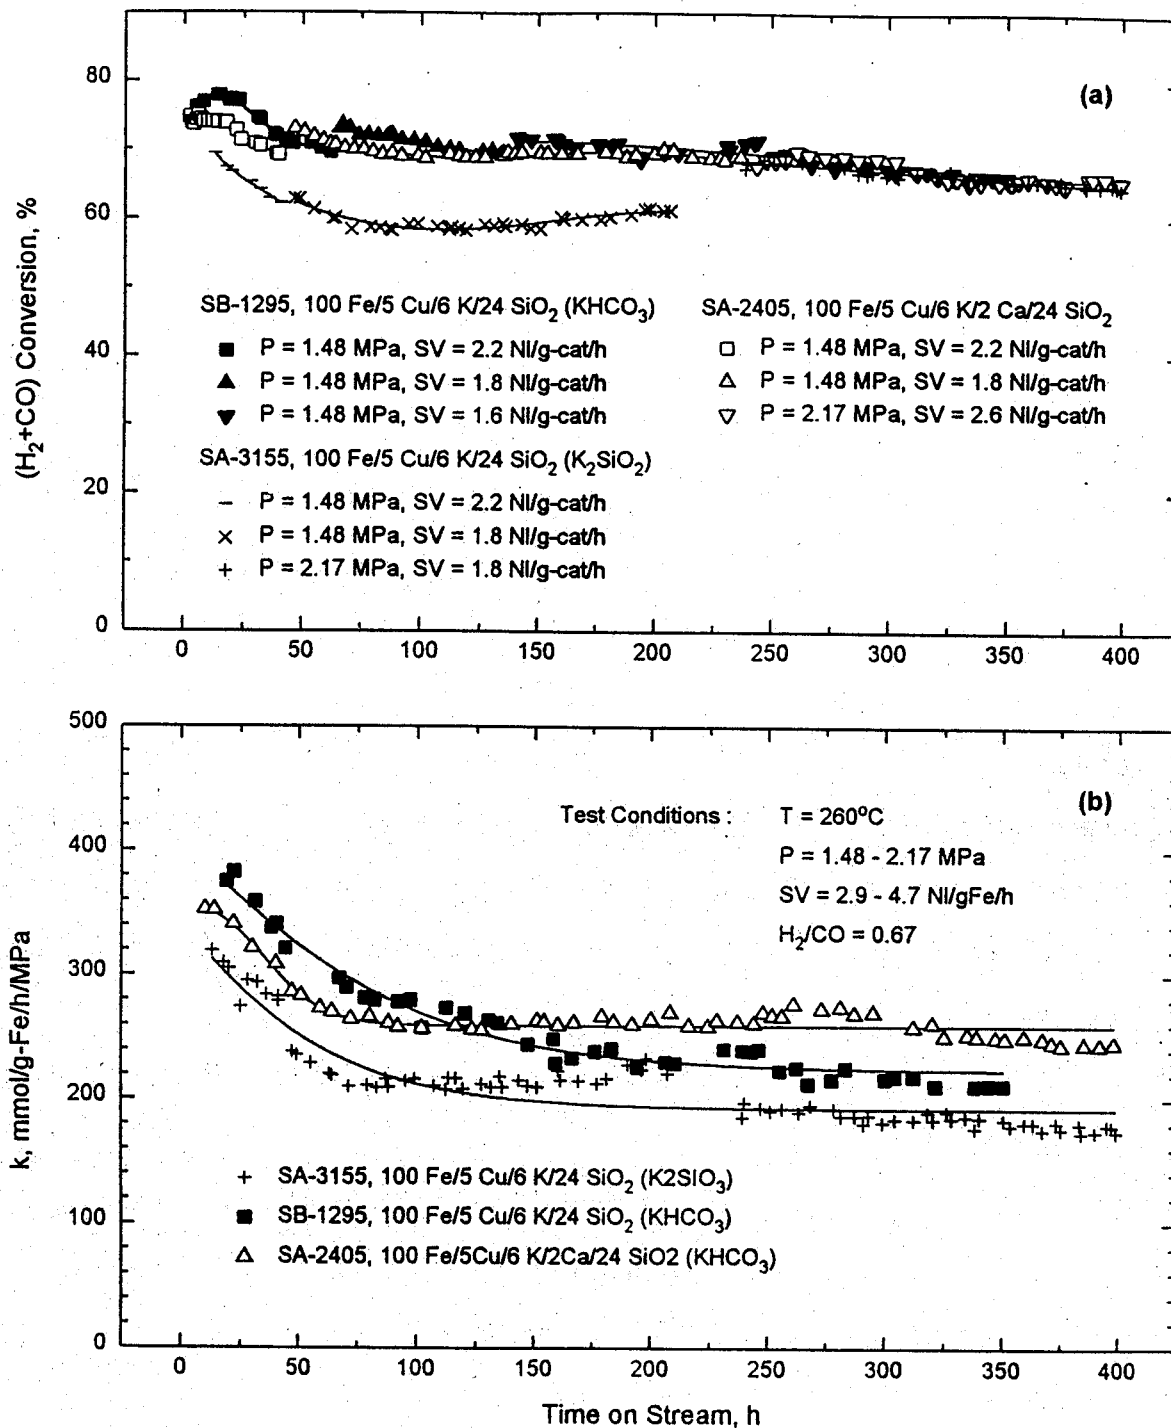 (a)
80
60
40
20
0
(H₂+CO) Conversion, %
SB-1295, 100 Fe/5 Cu/6 K/24 SiO₂ (KHCO₃)
■ P = 1.48 MPa, SV = 2.2 Nl/g-cat/h
▲ P = 1.48 MPa, SV = 1.8 Nl/g-cat/h
▼ P = 1.48 MPa, SV = 1.6 Nl/g-cat/h
SA-3155, 100 Fe/5 Cu/6 K/24 SiO₂ (K₂SiO₂)
– P = 1.48 MPa, SV = 2.2 Nl/g-cat/h
× P = 1.48 MPa, SV = 1.8 Nl/g-cat/h
+ P = 2.17 MPa, SV = 1.8 Nl/g-cat/h
SA-2405, 100 Fe/5 Cu/6 K/2 Ca/24 SiO₂
□ P = 1.48 MPa, SV = 2.2 Nl/g-cat/h
△ P = 1.48 MPa, SV = 1.8 Nl/g-cat/h
▽ P = 2.17 MPa, SV = 2.6 Nl/g-cat/h
0 50 100 150 200 250 300 350 400
(b)
500
400
300
200
100
0
k, mmol/g-Fe/h/MPa
Test Conditions : T = 260°C
P = 1.48 - 2.17 MPa
SV = 2.9 - 4.7 Nl/gFe/h
H₂/CO = 0.67
+ SA-3155, 100 Fe/5 Cu/6 K/24 SiO₂ (K2SIO₃)
■ SB-1295, 100 Fe/5 Cu/6 K/24 SiO₂ (KHCO₃)
△ SA-2405, 100 Fe/5Cu/6 K/2Ca/24 SiO2 (KHCO₃)
0 50 100 150 200 250 300 350 400
Time on Stream, h